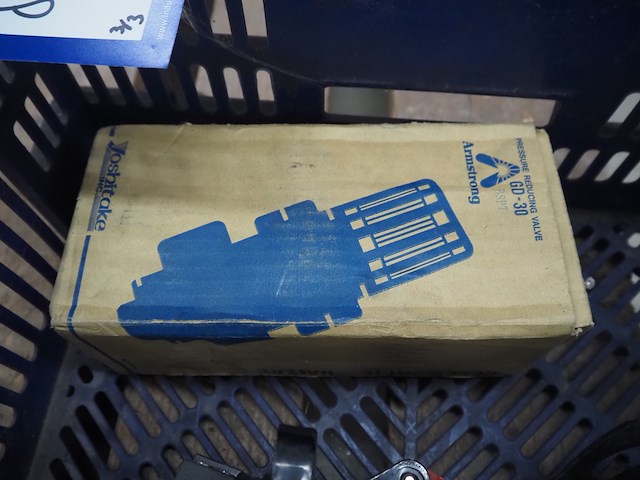 PRESSURE REDUCING VALVE
GD-30
Armstrong
Yoshitake
3/3